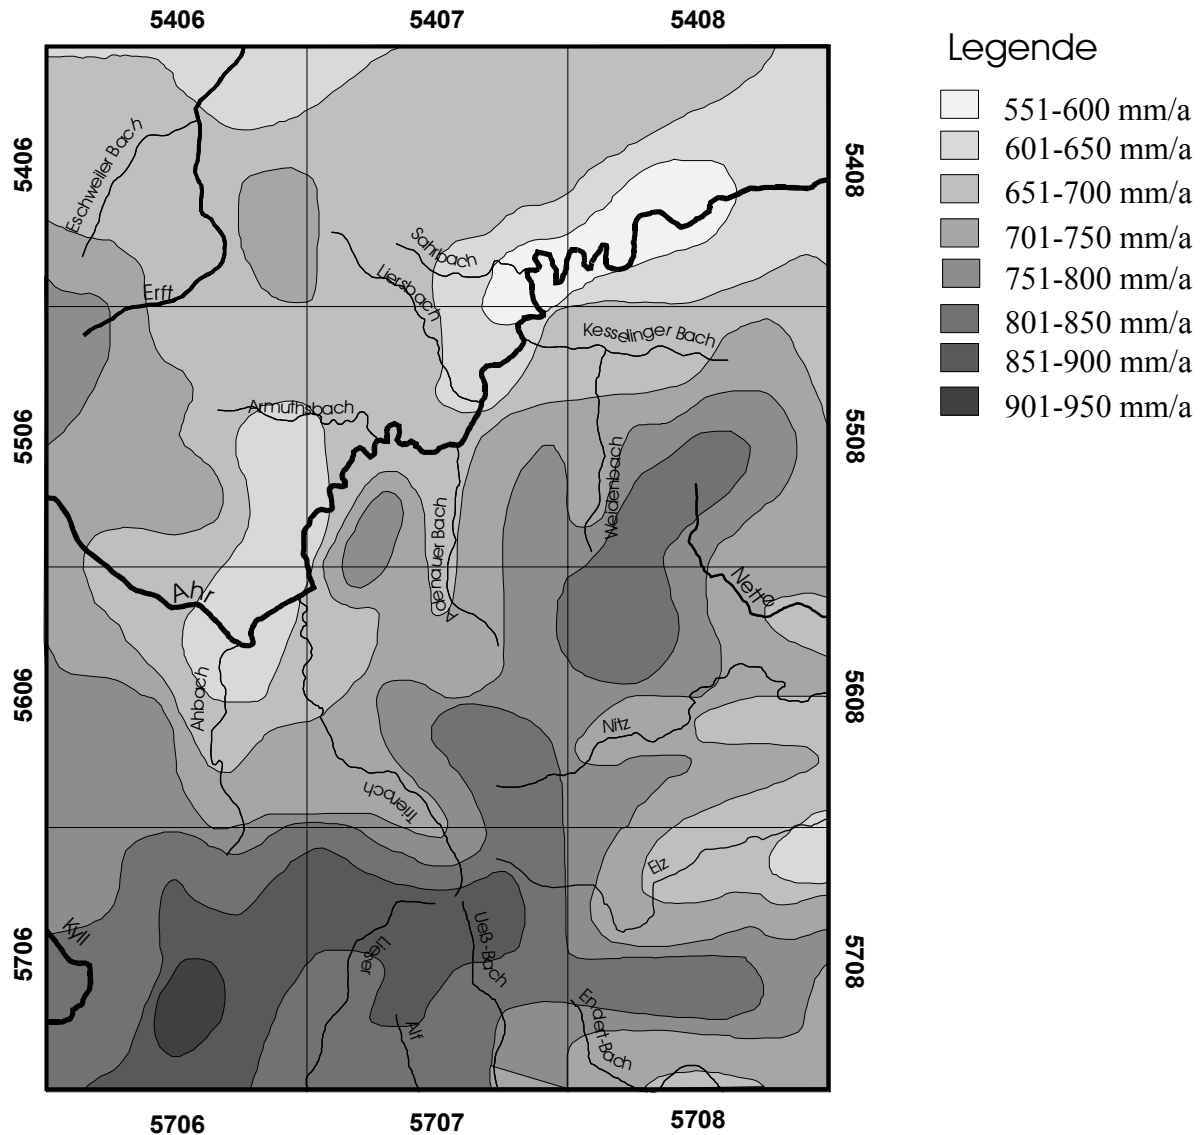 5406
5407
5408
Legende
551-600 mm/a
601-650 mm/a
651-700 mm/a
701-750 mm/a
751-800 mm/a
801-850 mm/a
851-900 mm/a
901-950 mm/a
5406
5408
Eschweiler Bach
Sahrbach
Liersbach
Erft
Kesselinger Bach
Armuthsbach
5506
5508
Weidenbach
Adenauer Bach
Ahr
Nette
5606
5608
Ahbach
Nitz
Trierbach
Elz
Kyll
Lieser
Ueß-Bach
5706
5708
Alf
Endert-Bach
5706
5707
5708